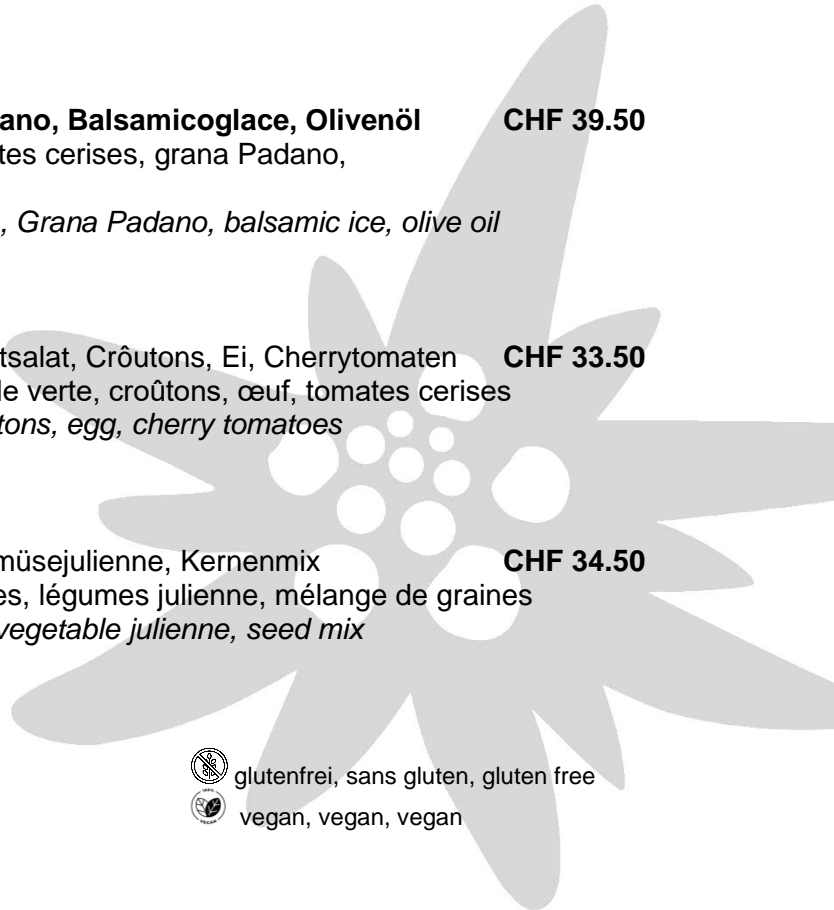 ano, Balsamicoglace, Olivenöl CHF 39.50
tes cerises, grana Padano,
, Grana Padano, balsamic ice, olive oil
tsalat, Crôutons, Ei, Cherrytomaten CHF 33.50
le verte, croûtons, œuf, tomates cerises
tons, egg, cherry tomatoes
müsejulienne, Kernenmix CHF 34.50
es, légumes julienne, mélange de graines
vegetable julienne, seed mix
glutenfrei, sans gluten, gluten free
vegan, vegan, vegan